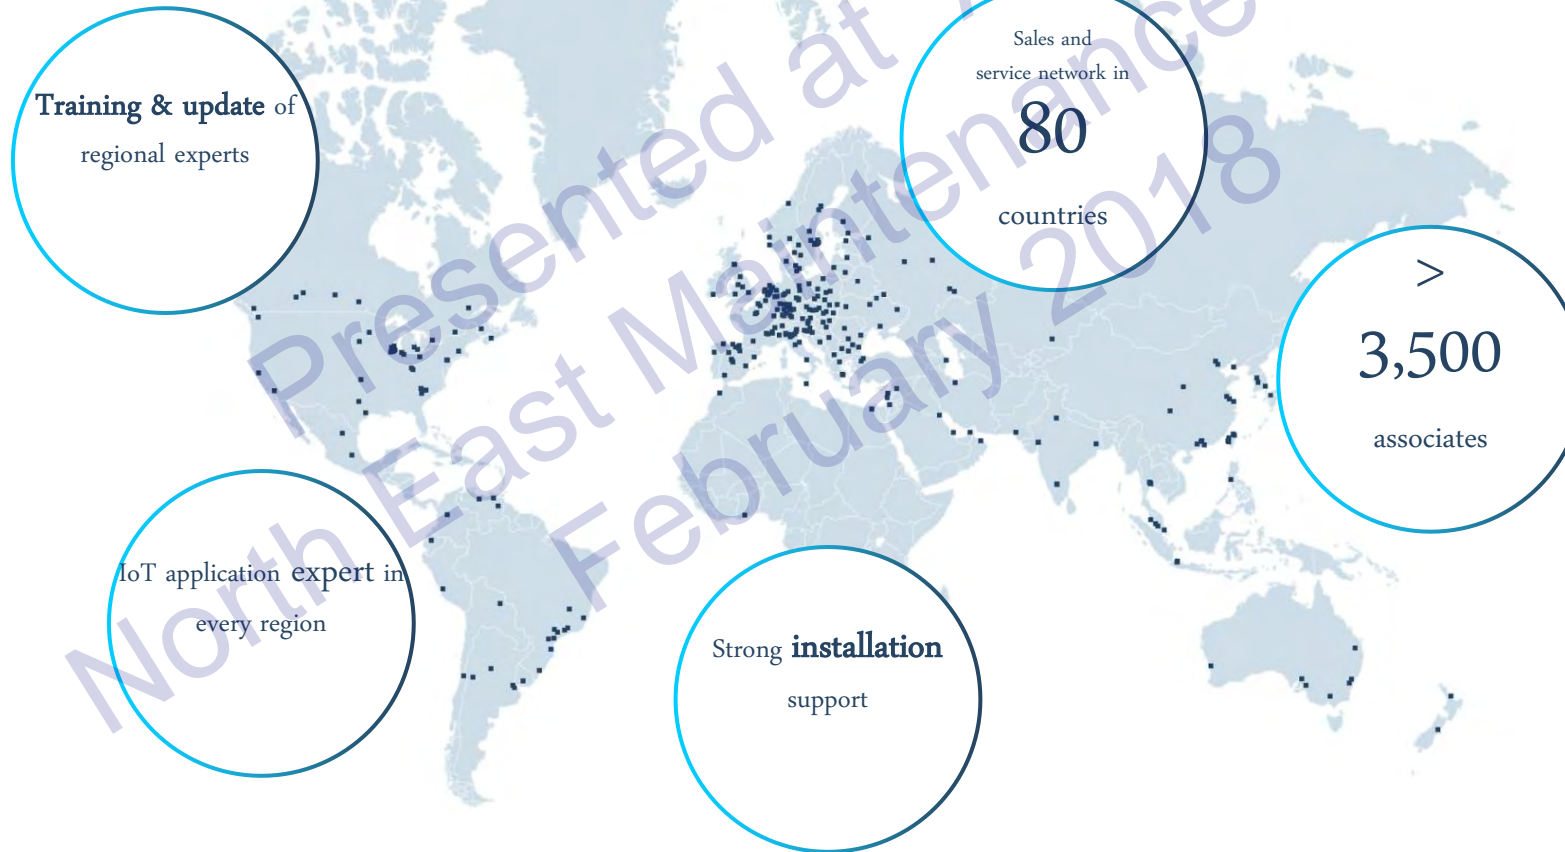 Training & update of
regional experts
Sales and
service network in
80
countries
>
3,500
associates
IoT application expert in
every region
Strong installation
support
Presented at
North East Maintenance
February 2018